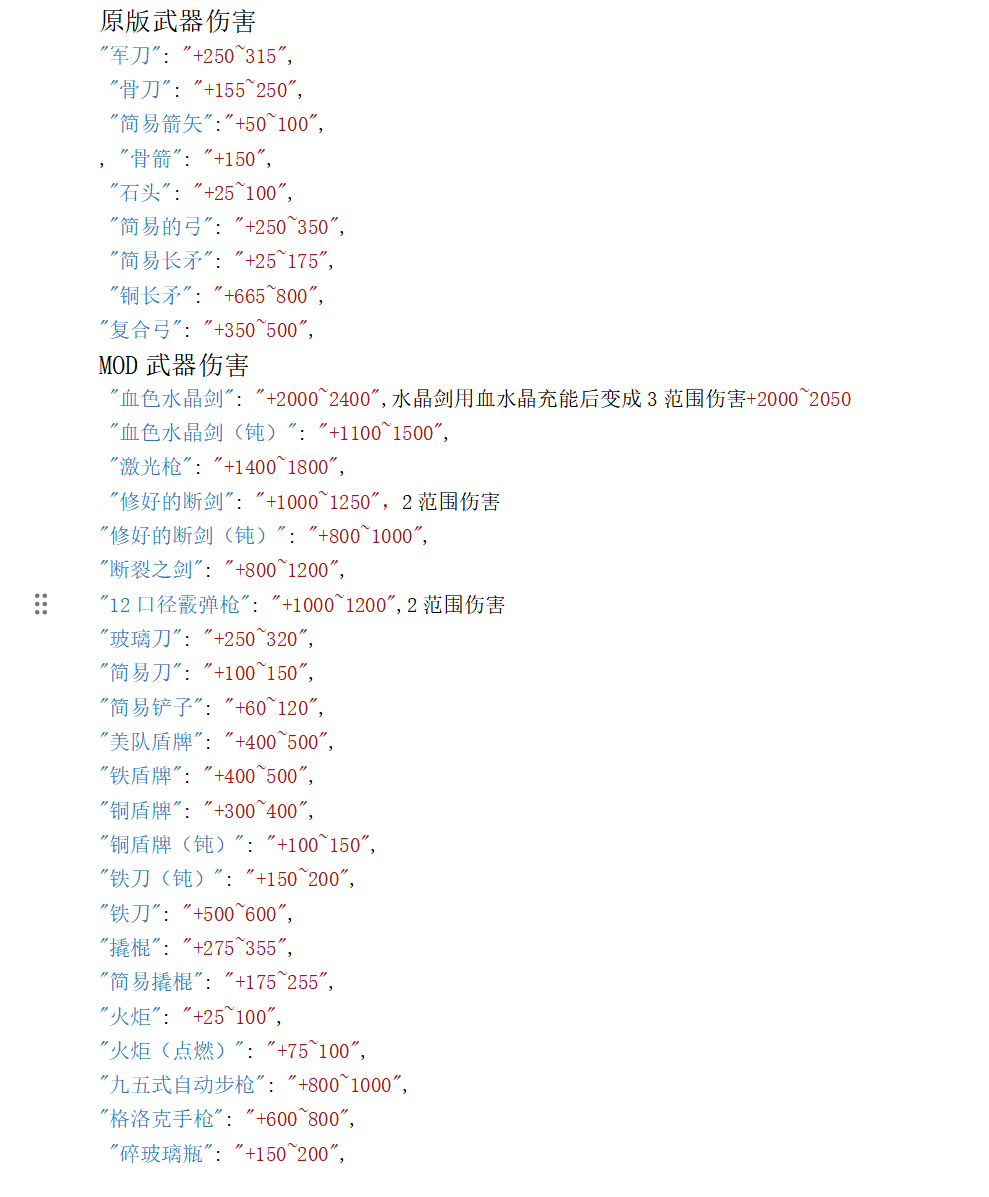 原版武器伤害
"军刀": "+250~315",
"骨刀": "+155~250",
"简易箭矢":"+50~100",
, "骨箭": "+150",
"石头": "+25~100",
"简易的弓": "+250~350",
"简易长矛": "+25~175",
"铜长矛": "+665~800",
"复合弓": "+350~500",
MOD 武器伤害
"血色水晶剑": "+2000~2400",水晶剑用血水晶充能后变成 3 范围伤害+2000~2050
"血色水晶剑（钝）": "+1100~1500",
"激光枪": "+1400~1800",
"修好的断剑": "+1000~1250"，2 范围伤害
"修好的断剑（钝）": "+800~1000",
"断裂之剑": "+800~1200",
"12 口径霰弹枪": "+1000~1200",2 范围伤害
"玻璃刀": "+250~320",
"简易刀": "+100~150",
"简易铲子": "+60~120",
"美队盾牌": "+400~500",
"铁盾牌": "+400~500",
"铜盾牌": "+300~400",
"铜盾牌（钝）": "+100~150",
"铁刀（钝）": "+150~200",
"铁刀": "+500~600",
"撬棍": "+275~355",
"简易撬棍": "+175~255",
"火炬": "+25~100",
"火炬（点燃）": "+75~100",
"九五式自动步枪": "+800~1000",
"格洛克手枪": "+600~800",
"碎玻璃瓶": "+150~200",